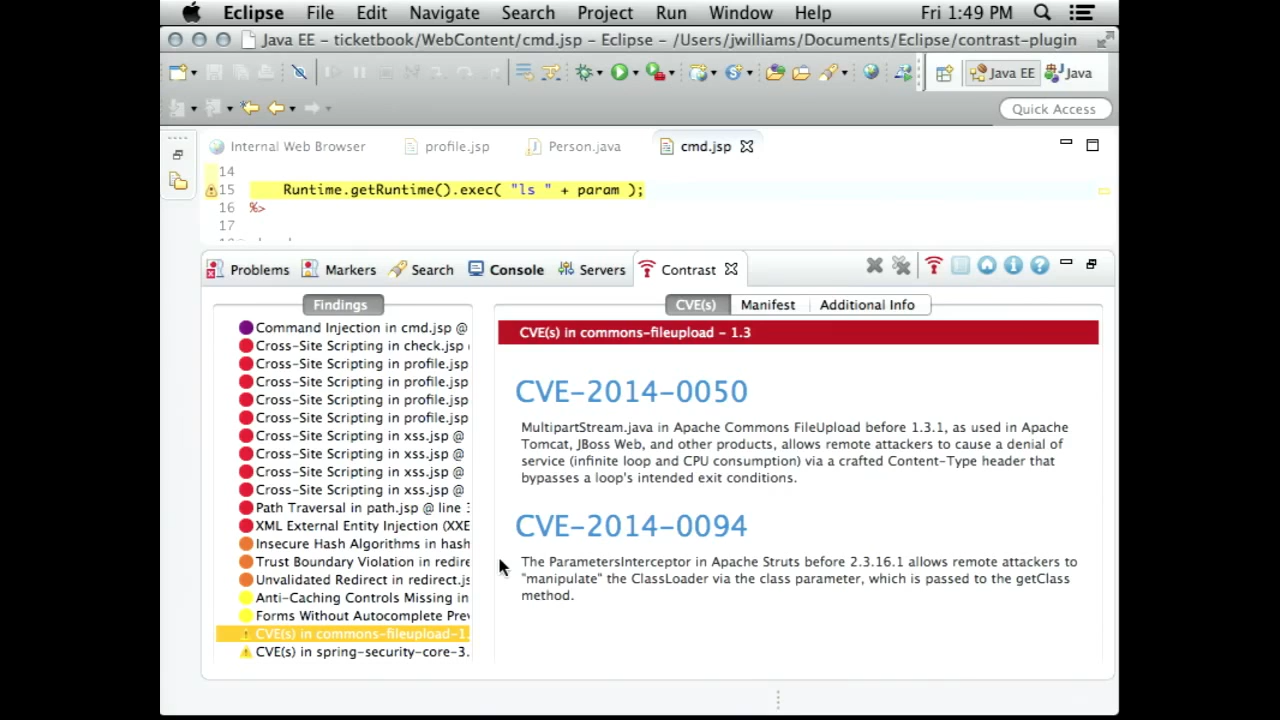 Eclipse File Edit Navigate Search Project Run Window Help Fri 1:49 PM
Java EE – ticketbook/WebContent/cmd.jsp – Eclipse – /Users/jwilliams/Documents/Eclipse/contrast-plugin
Java EE Java
Quick Access
Internal Web Browser profile.jsp Person.java cmd.jsp
14
15 Runtime.getRuntime().exec( "ls " + param );
16 %>
17
Problems Markers Search Console Servers Contrast
Findings
Command Injection in cmd.jsp @
Cross-Site Scripting in check.jsp
Cross-Site Scripting in profile.jsp
Cross-Site Scripting in profile.jsp
Cross-Site Scripting in profile.jsp
Cross-Site Scripting in profile.jsp
Cross-Site Scripting in xss.jsp @
Cross-Site Scripting in xss.jsp @
Cross-Site Scripting in xss.jsp @
Cross-Site Scripting in xss.jsp @
Path Traversal in path.jsp @ line
XML External Entity Injection (XXE
Insecure Hash Algorithms in hash
Trust Boundary Violation in redire
Unvalidated Redirect in redirect.js
Anti-Caching Controls Missing in
Forms Without Autocomplete Prev
CVE(s) in commons-fileupload-1.
CVE(s) in spring-security-core-3.
CVE(s) Manifest Additional Info
CVE(s) in commons-fileupload – 1.3
CVE-2014-0050
MultipartStream.java in Apache Commons FileUpload before 1.3.1, as used in Apache
Tomcat, JBoss Web, and other products, allows remote attackers to cause a denial of
service (infinite loop and CPU consumption) via a crafted Content-Type header that
bypasses a loop's intended exit conditions.
CVE-2014-0094
The ParametersInterceptor in Apache Struts before 2.3.16.1 allows remote attackers to
"manipulate" the ClassLoader via the class parameter, which is passed to the getClass
method.